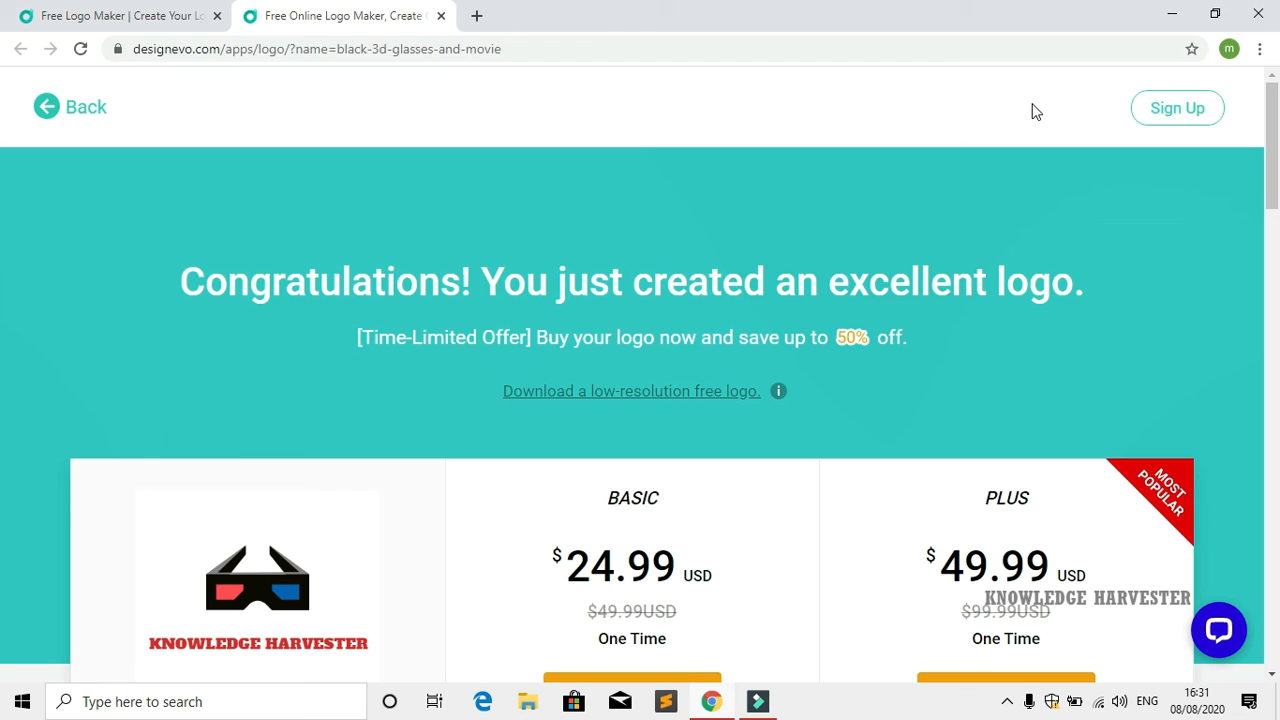 Free Logo Maker | Create Your Lo
Free Online Logo Maker, Create
designevo.com/apps/logo/?name=black-3d-glasses-and-movie
m
Back
Sign Up
Congratulations! You just created an excellent logo.
[Time-Limited Offer] Buy your logo now and save up to 50% off.
Download a low-resolution free logo. i
MOST
POPULAR
BASIC
PLUS
$24.99 USD
$49.99 USD
$49.99USD
$99.99USD
KNOWLEDGE HARVESTER
One Time
One Time
KNOWLEDGE HARVESTER
Type here to search
ENG
16:31
08/08/2020